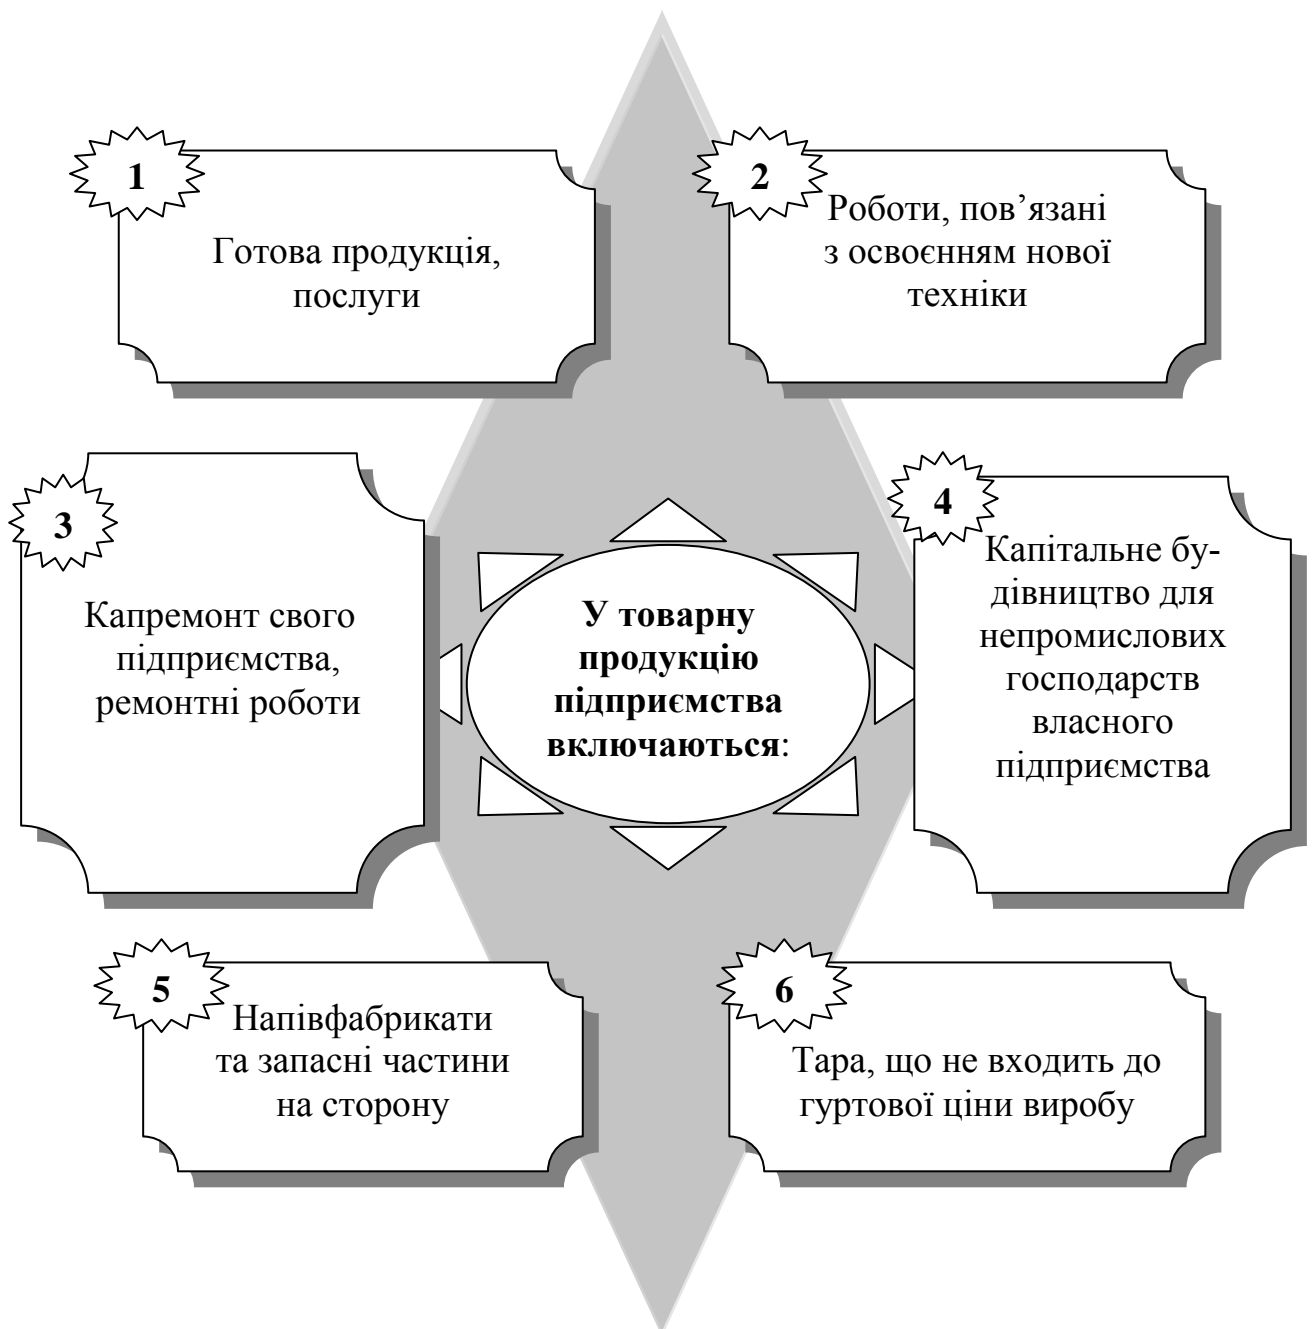 1
Готова продукція,
послуги
2
Роботи, пов’язані
з освоєнням нової
техніки
3
Капремонт свого
підприємства,
ремонтні роботи
У товарну
продукцію
підприємства
включаються:
4
Капітальне бу-
дівництво для
непромислових
господарств
власного
підприємства
5
Напівфабрикати
та запасні частини
на сторону
6
Тара, що не входить до
гуртової ціни виробу